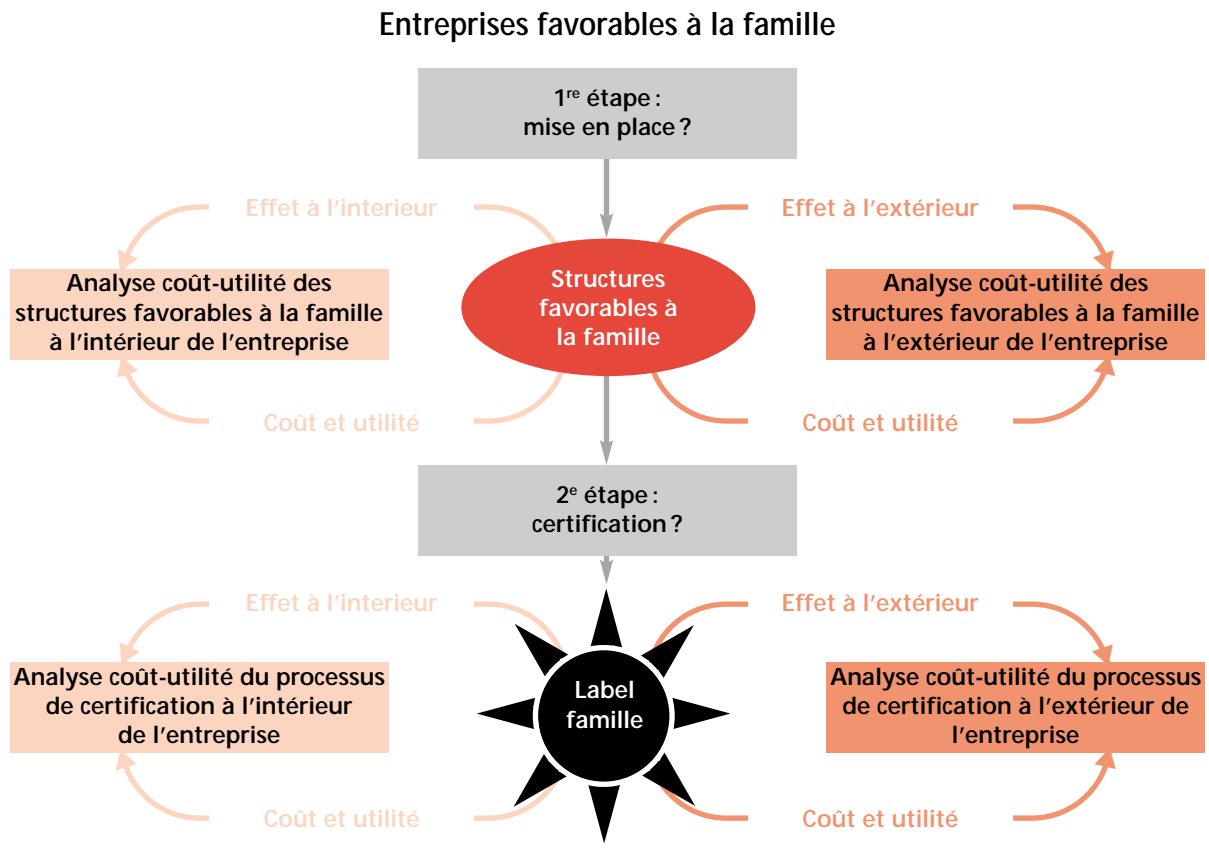 Entreprises favorables à la famille
1re étape :
mise en place ?
Effet à l'interieur
Effet à l'extérieur
Analyse coût-utilité des
structures favorables à la famille
à l'intérieur de l'entreprise
Structures
favorables à
la famille
Analyse coût-utilité des
structures favorables à la famille
à l'extérieur de l'entreprise
Coût et utilité
Coût et utilité
2e étape :
certification ?
Effet à l'interieur
Effet à l'extérieur
Analyse coût-utilité du processus
de certification à l'intérieur
de l'entreprise
Label
famille
Analyse coût-utilité du processus
de certification à l'extérieur de
l'entreprise
Coût et utilité
Coût et utilité